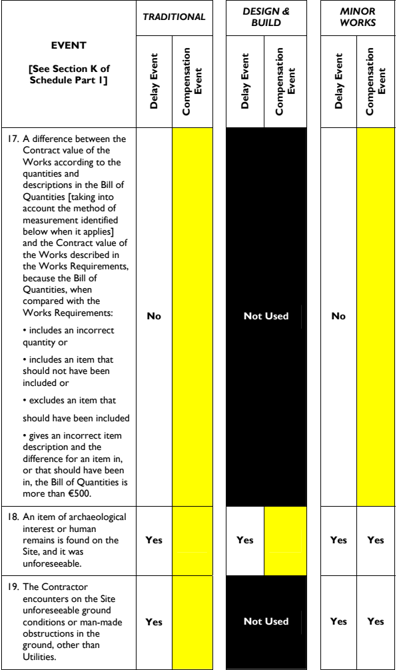 EVENT
[See Section K of
Schedule Part 1]
TRADITIONAL
Delay Event
Compensation
Event
DESIGN &
BUILD
Delay Event
Compensation
Event
MINOR
WORKS
Delay Event
Compensation
Event
17. A difference between the
Contract value of the
Works according to the
quantities and
descriptions in the Bill of
Quantities [taking into
account the method of
measurement identified
below when it applies]
and the Contract value of
the Works described in
the Works Requirements,
because the Bill of
Quantities, when
compared with the
Works Requirements:
• includes an incorrect
quantity or
• includes an item that
should not have been
included or
• excludes an item that
should have been included
• gives an incorrect item
description and the
difference for an item in,
or that should have been
in, the Bill of Quantities is
more than €500.
No
Not Used
No
18. An item of archaeological
interest or human
remains is found on the
Site, and it was
unforeseeable.
Yes
Yes
Yes
Yes
19. The Contractor
encounters on the Site
unforeseeable ground
conditions or man-made
obstructions in the
ground, other than
Utilities.
Yes
Not Used
Yes
Yes